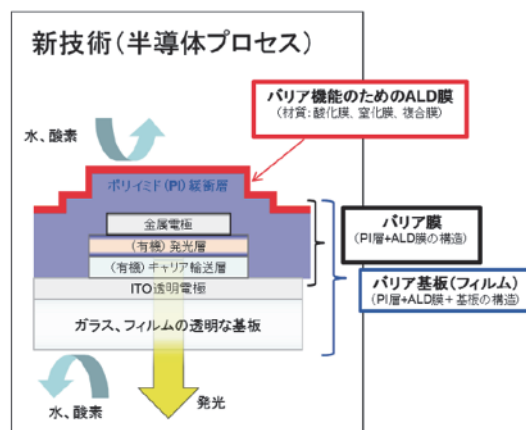 新技術(半導体プロセス)
バリア機能のためのALD膜
(材質:酸化膜、窒化膜、複合膜)
水、酸素
ポリイミド(PI)緩衝層
金属電極
(有機)発光層
(有機)キャリア輸送層
ITO透明電極
ガラス、フィルムの透明な基板
バリア膜
(PI層+ALD膜の構造)
バリア基板(フィルム)
(PI層+ALD膜+基板の構造)
水、酸素
発光